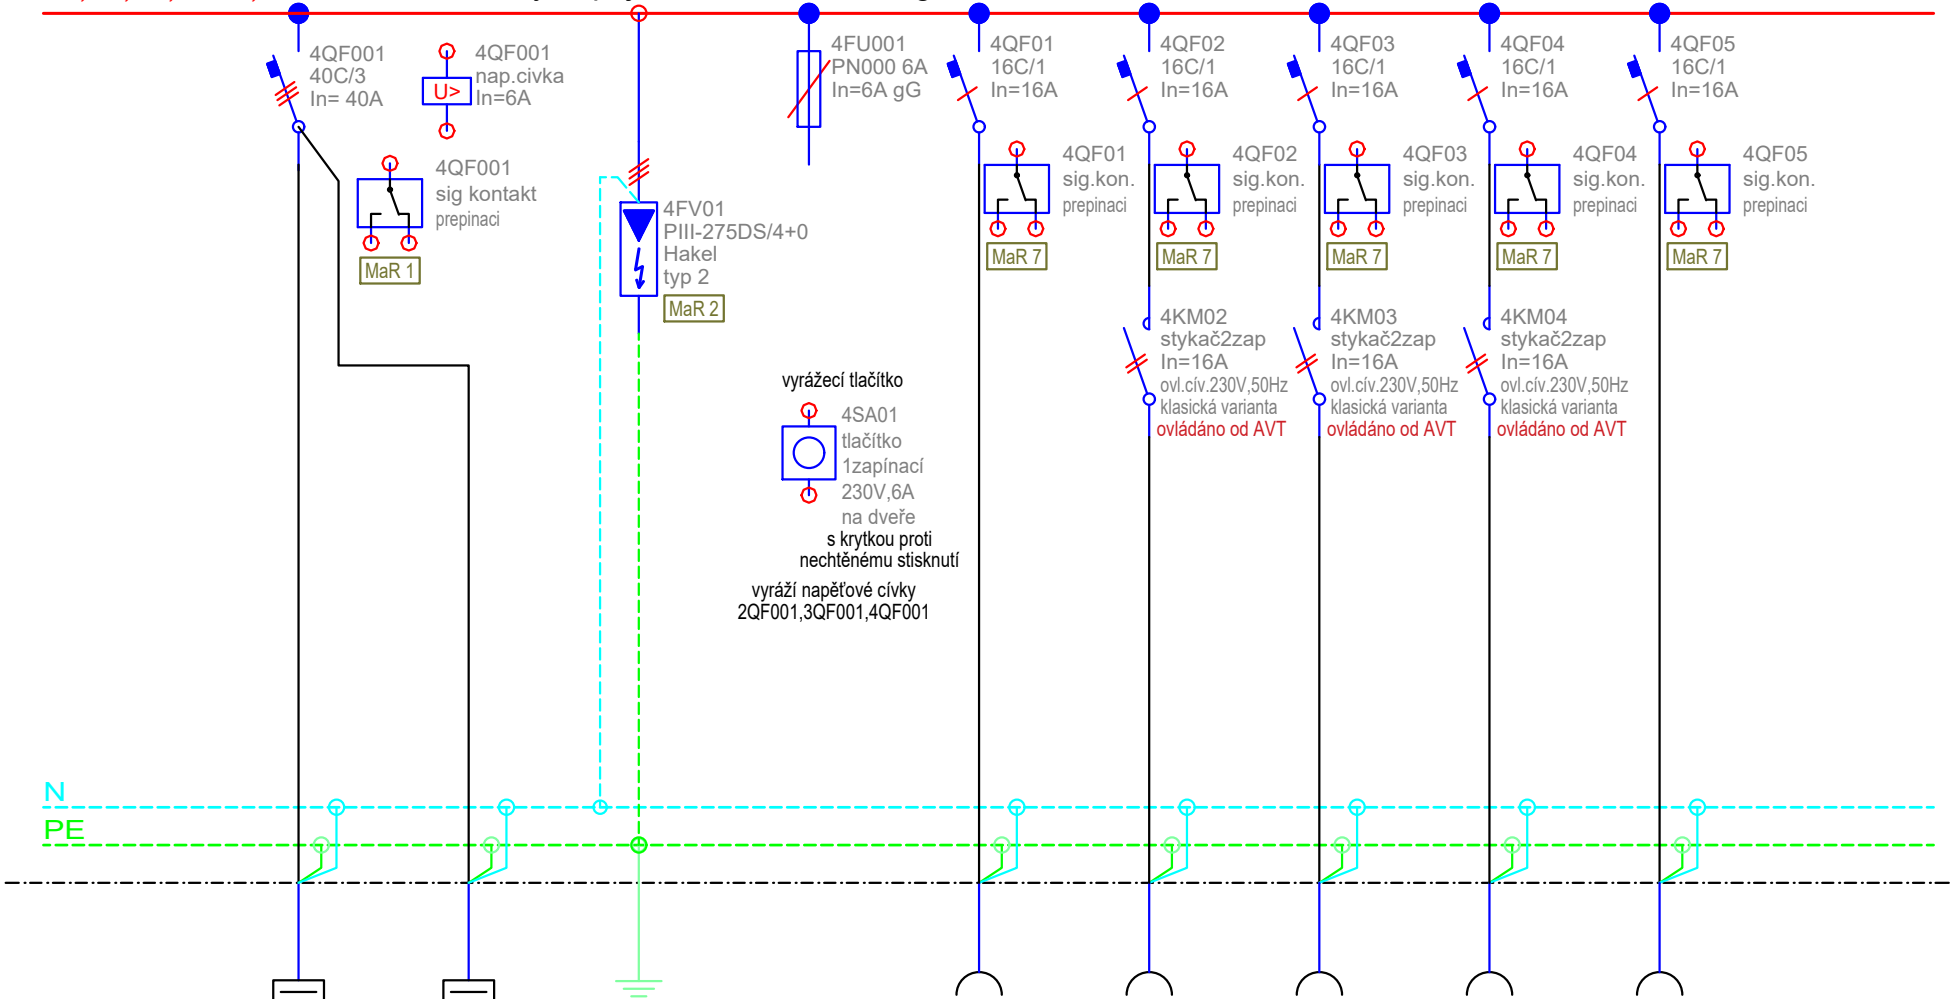 4QF001
40C/3
In= 40A
4QF001
nap.civka
In=6A
U>
4QF001
sig kontakt
prepinaci
MaR 1
4FV01
PIII-275DS/4+0
Hakel
typ 2
MaR 2
4FU001
PN000 6A
In=6A gG
vyrážecí tlačítko
4SA01
tlačítko
1zapínací
230V,6A
na dveře
s krytkou proti
nechtěnému stisknutí
vyráží napěťové cívky
2QF001,3QF001,4QF001
4QF01
16C/1
In=16A
4QF01
sig.kon.
prepinaci
MaR 7
4QF02
16C/1
In=16A
4QF02
sig.kon.
prepinaci
MaR 7
4KM02
stykač2zap
In=16A
ovl.cív.230V,50Hz
klasická varianta
ovládáno od AVT
4QF03
16C/1
In=16A
4QF03
sig.kon.
prepinaci
MaR 7
4KM03
stykač2zap
In=16A
ovl.cív.230V,50Hz
klasická varianta
ovládáno od AVT
4QF04
16C/1
In=16A
4QF04
sig.kon.
prepinaci
MaR 7
4KM04
stykač2zap
In=16A
ovl.cív.230V,50Hz
klasická varianta
ovládáno od AVT
4QF05
16C/1
In=16A
4QF05
sig.kon.
prepinaci
MaR 7
N
PE